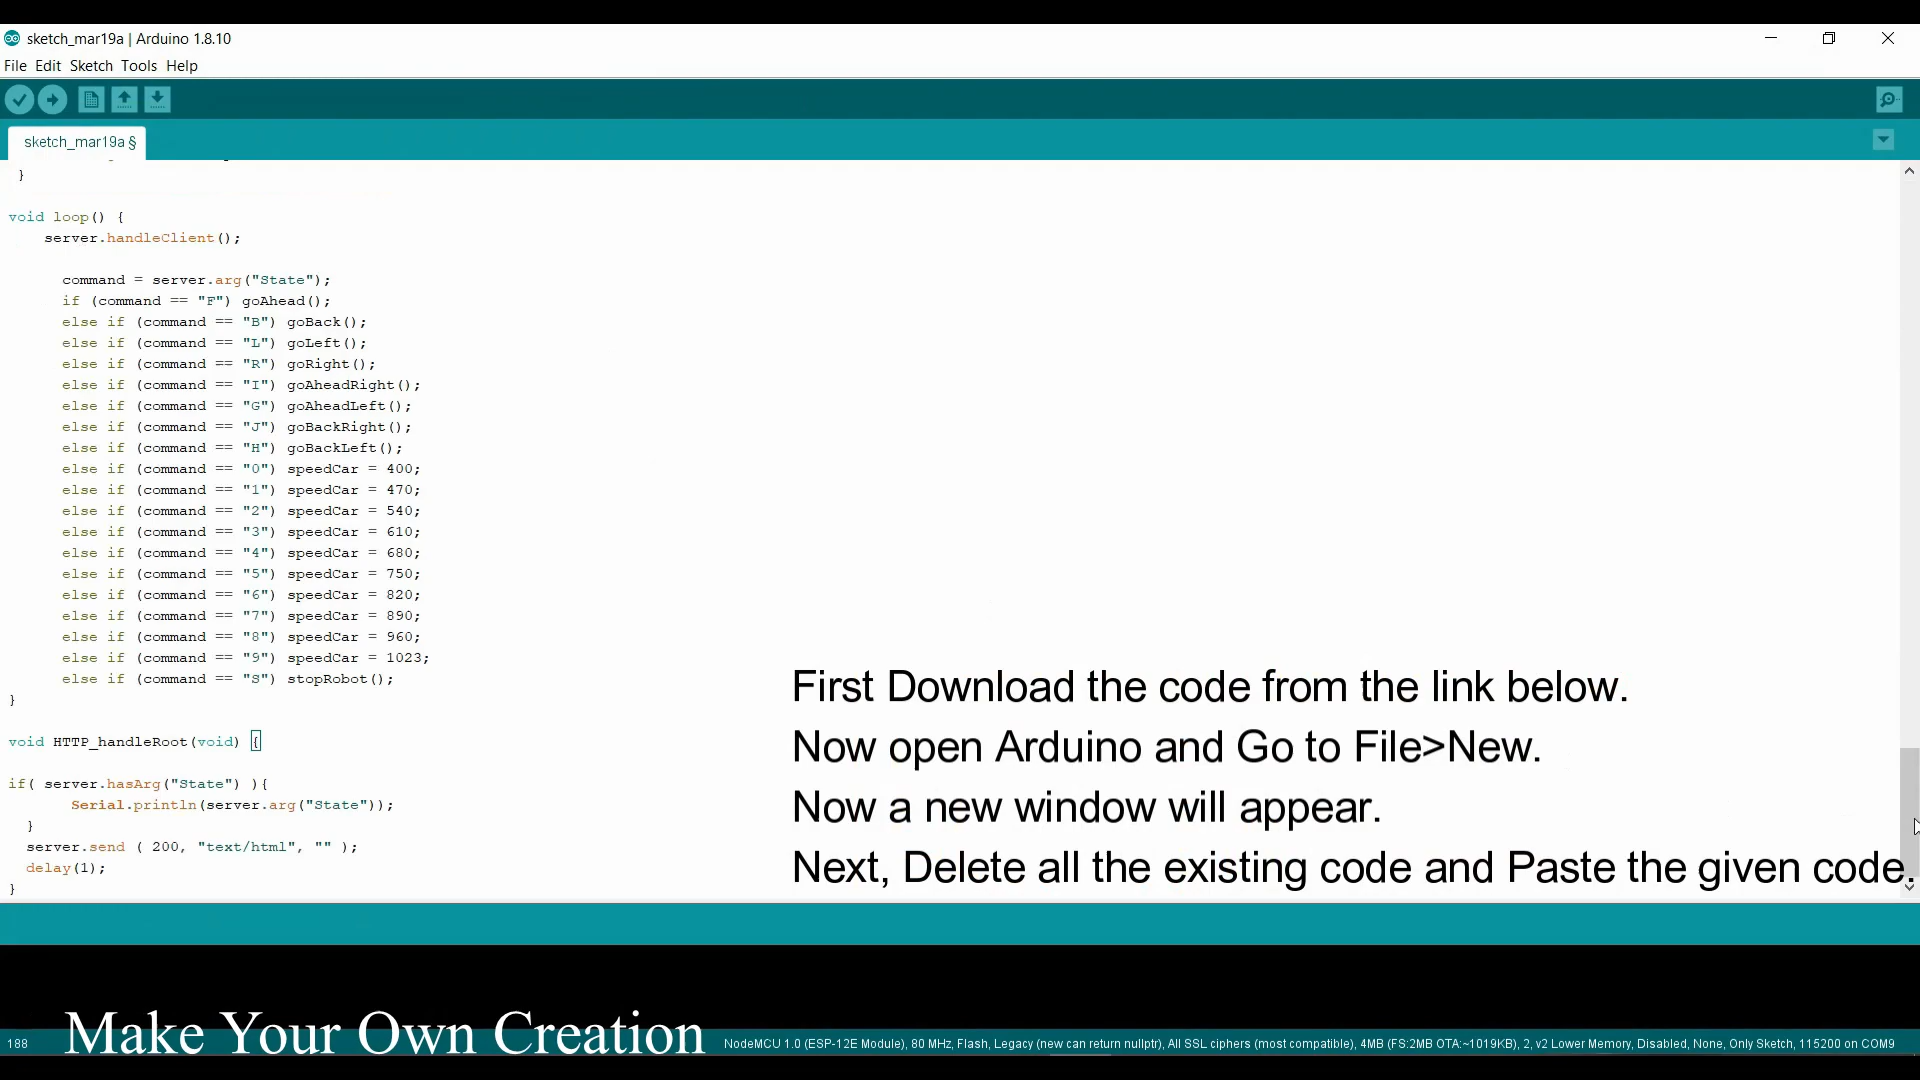 sketch_mar19a | Arduino 1.8.10
File Edit Sketch Tools Help
sketch_mar19a §
}
void loop() {
server.handleClient();
command = server.arg("State");
if (command == "F") goAhead();
else if (command == "B") goBack();
else if (command == "L") goLeft();
else if (command == "R") goRight();
else if (command == "I") goAheadRight();
else if (command == "G") goAheadLeft();
else if (command == "J") goBackRight();
else if (command == "H") goBackLeft();
else if (command == "0") speedCar = 400;
else if (command == "1") speedCar = 470;
else if (command == "2") speedCar = 540;
else if (command == "3") speedCar = 610;
else if (command == "4") speedCar = 680;
else if (command == "5") speedCar = 750;
else if (command == "6") speedCar = 820;
else if (command == "7") speedCar = 890;
else if (command == "8") speedCar = 960;
else if (command == "9") speedCar = 1023;
else if (command == "S") stopRobot();
}
void HTTP_handleRoot(void) {
if( server.hasArg("State") ){
Serial.println(server.arg("State"));
}
server.send ( 200, "text/html", "" );
delay(1);
}
First Download the code from the link below.
Now open Arduino and Go to File>New.
Now a new window will appear.
Next, Delete all the existing code and Paste the given code.
Make Your Own Creation
188
NodeMCU 1.0 (ESP-12E Module), 80 MHz, Flash, Legacy (new can return nullptr), All SSL ciphers (most compatible), 4MB (FS:2MB OTA:~1019KB), 2, v2 Lower Memory, Disabled, None, Only Sketch, 115200 on COM9